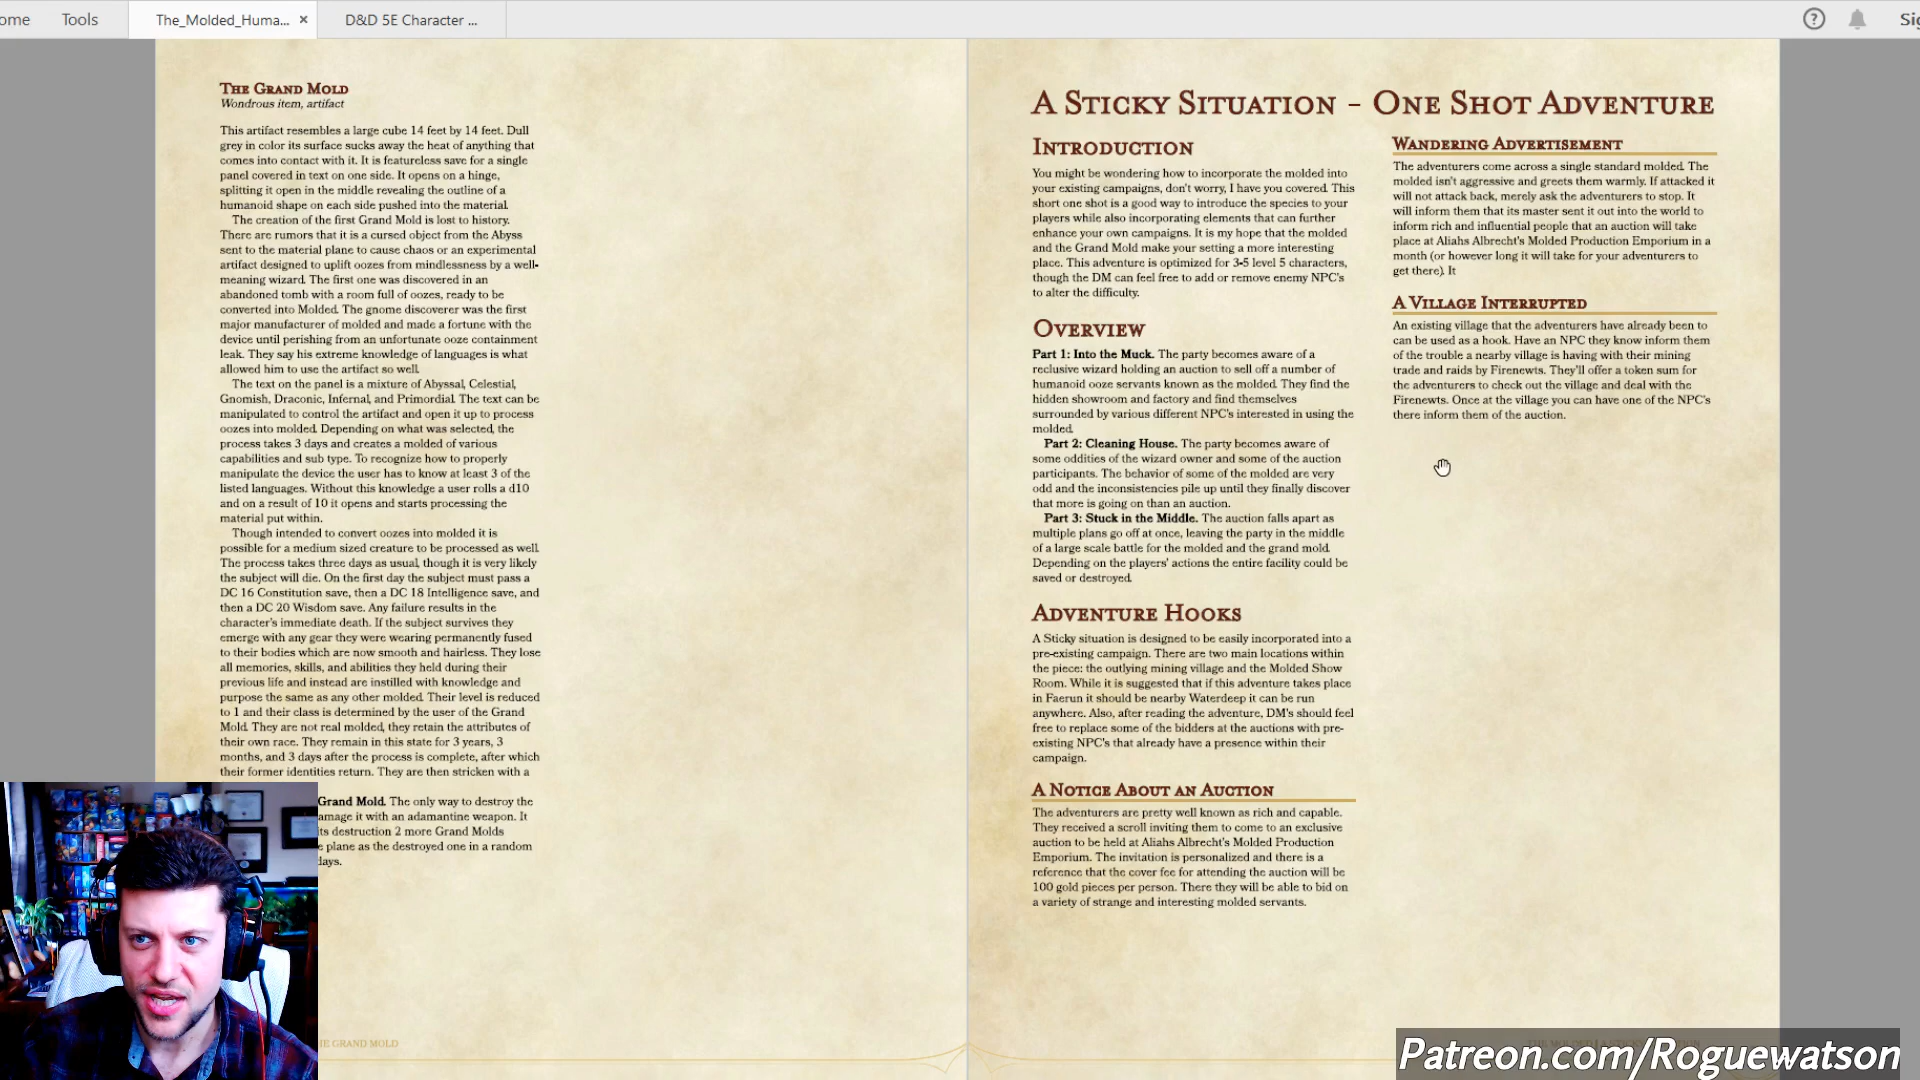 ome
Tools
The_Molded_Huma... ×
D&D 5E Character ...
?
The Grand Mold
Wondrous item, artifact
This artifact resembles a large cube 14 feet by 14 feet. Dull
grey in color its surface sucks away the heat of anything that
comes into contact with it. It is featureless save for a single
panel covered in text on one side. It opens on a hinge,
splitting it open in the middle revealing the outline of a
humanoid shape on each side pushed into the material.
The creation of the first Grand Mold is lost to history.
There are rumors that it is a cursed object from the Abyss
sent to the material plane to cause chaos or an experimental
artifact designed to uplift oozes from mindlessness by a well-
meaning wizard. The first one was discovered in an
abandoned tomb with a room full of oozes, ready to be
converted into Molded. The gnome discoverer was the first
major manufacturer of molded and made a fortune with the
device until perishing from an unfortunate ooze containment
leak. They say his extreme knowledge of languages is what
allowed him to use the artifact so well.
The text on the panel is a mixture of Abyssal, Celestial,
Gnomish, Draconic, Infernal, and Primordial. The text can be
manipulated to control the artifact and open it up to process
oozes into molded. Depending on what was selected, the
process takes 3 days and creates a molded of various
capabilities and sub type. To recognize how to properly
manipulate the device the user has to know at least 3 of the
listed languages. Without this knowledge a user rolls a d10
and on a result of 10 it opens and starts processing the
material put within.
Though intended to convert oozes into molded it is
possible for a medium sized creature to be processed as well.
The process takes three days as usual, though it is very likely
the subject will die. On the first day the subject must pass a
DC 16 Constitution save, then a DC 18 Intelligence save, and
then a DC 20 Wisdom save. Any failure results in the
character's immediate death. If the subject survives they
emerge with any gear they were wearing permanently fused
to their bodies which are now smooth and hairless. They lose
all memories, skills, and abilities they held during their
previous life and instead are instilled with knowledge and
purpose the same as any other molded. Their level is reduced
to 1 and their class is determined by the user of the Grand
Mold. They are not real molded, they retain the attributes of
their own race. They remain in this state for 3 years, 3
months, and 3 days after the process is complete, after which
their former identities return. They are then stricken with a
Grand Mold. The only way to destroy the
amage it with an adamantine weapon. It
ts destruction 2 more Grand Molds
e plane as the destroyed one in a random
days.
HE GRAND MOLD
A Sticky Situation - One Shot Adventure
Introduction
You might be wondering how to incorporate the molded into
your existing campaigns, don't worry, I have you covered. This
short one shot is a good way to introduce the species to your
players while also incorporating elements that can further
enhance your own campaigns. It is my hope that the molded
and the Grand Mold make your setting a more interesting
place. This adventure is optimized for 3-5 level 5 characters,
though the DM can feel free to add or remove enemy NPC's
to alter the difficulty.
Overview
Part 1: Into the Muck. The party becomes aware of a
reclusive wizard holding an auction to sell off a number of
humanoid ooze servants known as the molded. They find the
hidden showroom and factory and find themselves
surrounded by various different NPC's interested in using the
molded.
Part 2: Cleaning House. The party becomes aware of
some oddities of the wizard owner and some of the auction
participants. The behavior of some of the molded are very
odd and the inconsistencies pile up until they finally discover
that more is going on than an auction.
Part 3: Stuck in the Middle. The auction falls apart as
multiple plans go off at once, leaving the party in the middle
of a large scale battle for the molded and the grand mold.
Depending on the players' actions the entire facility could be
saved or destroyed.
Adventure Hooks
A Sticky situation is designed to be easily incorporated into a
pre-existing campaign. There are two main locations within
the piece: the outlying mining village and the Molded Show
Room. While it is suggested that if this adventure takes place
in Faerun it should be nearby Waterdeep it can be run
anywhere. Also, after reading the adventure, DM's should feel
free to replace some of the bidders at the auctions with pre-
existing NPC's that already have a presence within their
campaign.
A Notice About an Auction
The adventurers are pretty well known as rich and capable.
They received a scroll inviting them to come to an exclusive
auction to be held at Aliahs Albrecht's Molded Production
Emporium. The invitation is personalized and there is a
reference that the cover fee for attending the auction will be
100 gold pieces per person. There they will be able to bid on
a variety of strange and interesting molded servants.
Wandering Advertisement
The adventurers come across a single standard molded. The
molded isn't aggressive and greets them warmly. If attacked it
will not attack back, merely ask the adventurers to stop. It
will inform them that its master sent it out into the world to
inform rich and influential people that an auction will take
place at Aliahs Albrecht's Molded Production Emporium in a
month (or however long it will take for your adventurers to
get there). It
A Village Interrupted
An existing village that the adventurers have already been to
can be used as a hook. Have an NPC they know inform them
of the trouble a nearby village is having with their mining
trade and raids by Firenewts. They'll offer a token sum for
the adventurers to check out the village and deal with the
Firenewts. Once at the village you can have one of the NPC's
there inform them of the auction.
Patreon.com/Roguewatson